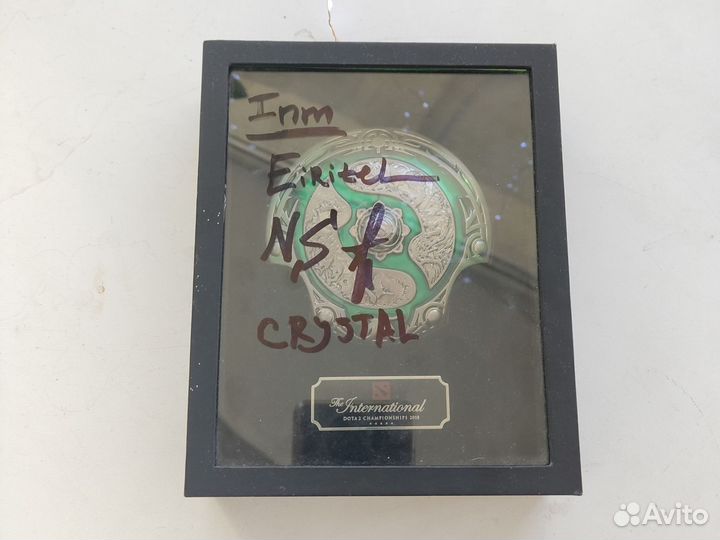 Inm
Eiritel
NS
CRYSTAL
The International
DOTA 2 CHAMPIONSHIPS 2018
Avito